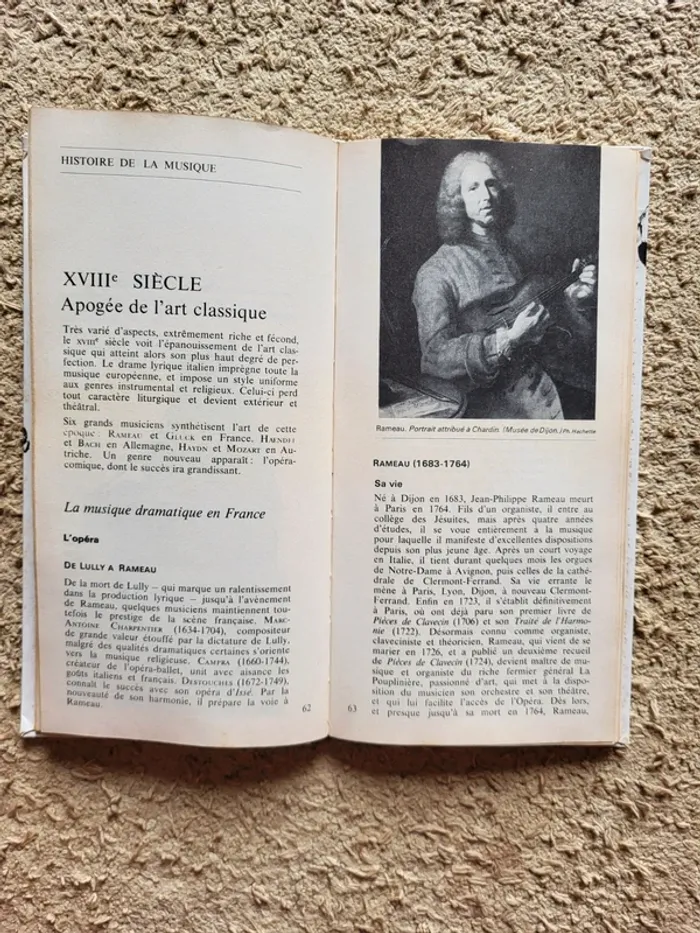 HISTOIRE DE LA MUSIQUE
XVIIIe SIÈCLE
Apogée de l'art classique
Très varié d'aspects, extrêmement riche et fécond,
le XVIIIe siècle voit l'épanouissement de l'art clas-
sique qui atteint alors son plus haut degré de per-
fection. Le drame lyrique italien imprègne toute la
musique européenne, et impose un style uniforme
aux genres instrumental et religieux. Celui-ci perd
tout caractère liturgique et devient extérieur et
théâtral.
Six grands musiciens synthétisent l'art de cette
époque: RAMEAU et GLUCK en France, HAENDEL
et BACH en Allemagne, HAYDN et MOZART en Au-
triche. Un genre nouveau apparaît: l'opéra-
comique, dont le succès ira grandissant.
La musique dramatique en France
L'opéra
DE LULLY A RAMEAU
De la mort de Lully – qui marque un ralentissement
dans la production lyrique – jusqu'à l'avènement
de Rameau, quelques musiciens maintiennent tou-
tefois le prestige de la scène française. MARC-
ANTOINE CHARPENTIER (1634-1704), compositeur
de grande valeur étouffé par la dictature de Lully,
malgré des qualités dramatiques certaines s'oriente
vers la musique religieuse. CAMPRA (1660-1744),
créateur de l'opéra-ballet, unit avec aisance les
goûts italiens et français. DESTOUCHES (1672-1749),
connaît le succès avec son opéra d'Issé. Par la
nouveauté de son harmonie, il prépare la voie à
Rameau.
62
Rameau. Portrait attribué à Chardin. (Musée de Dijon.) Ph. Hachette
RAMEAU (1683-1764)
Sa vie
Né à Dijon en 1683, Jean-Philippe Rameau meurt
à Paris en 1764. Fils d'un organiste, il entre au
collège des Jésuites, mais après quatre années
d'études, il se voue entièrement à la musique
pour laquelle il manifeste d'excellentes dispositions
depuis son plus jeune âge. Après un court voyage
en Italie, il tient durant quelques mois les orgues
de Notre-Dame à Avignon, puis celles de la cathé-
drale de Clermont-Ferrand. Sa vie errante le
mène à Paris, Lyon, Dijon, à nouveau Clermont-
Ferrand. Enfin en 1723, il s'établit définitivement
à Paris, où ont déjà paru son premier livre de
Pièces de Clavecin (1706) et son Traité de l'Harmo-
nie (1722). Désormais connu comme organiste,
claveciniste et théoricien, Rameau, qui vient de se
marier en 1726, et a publié un deuxième recueil
de Pièces de Clavecin (1724), devient maître de mu-
sique et organiste du riche fermier général La
Pouplinière, passionné d'art, qui met à la dispo-
sition du musicien son orchestre et son théâtre,
et qui lui facilite l'accès de l'Opéra. Dès lors,
et presque jusqu'à sa mort en 1764, Rameau,
63